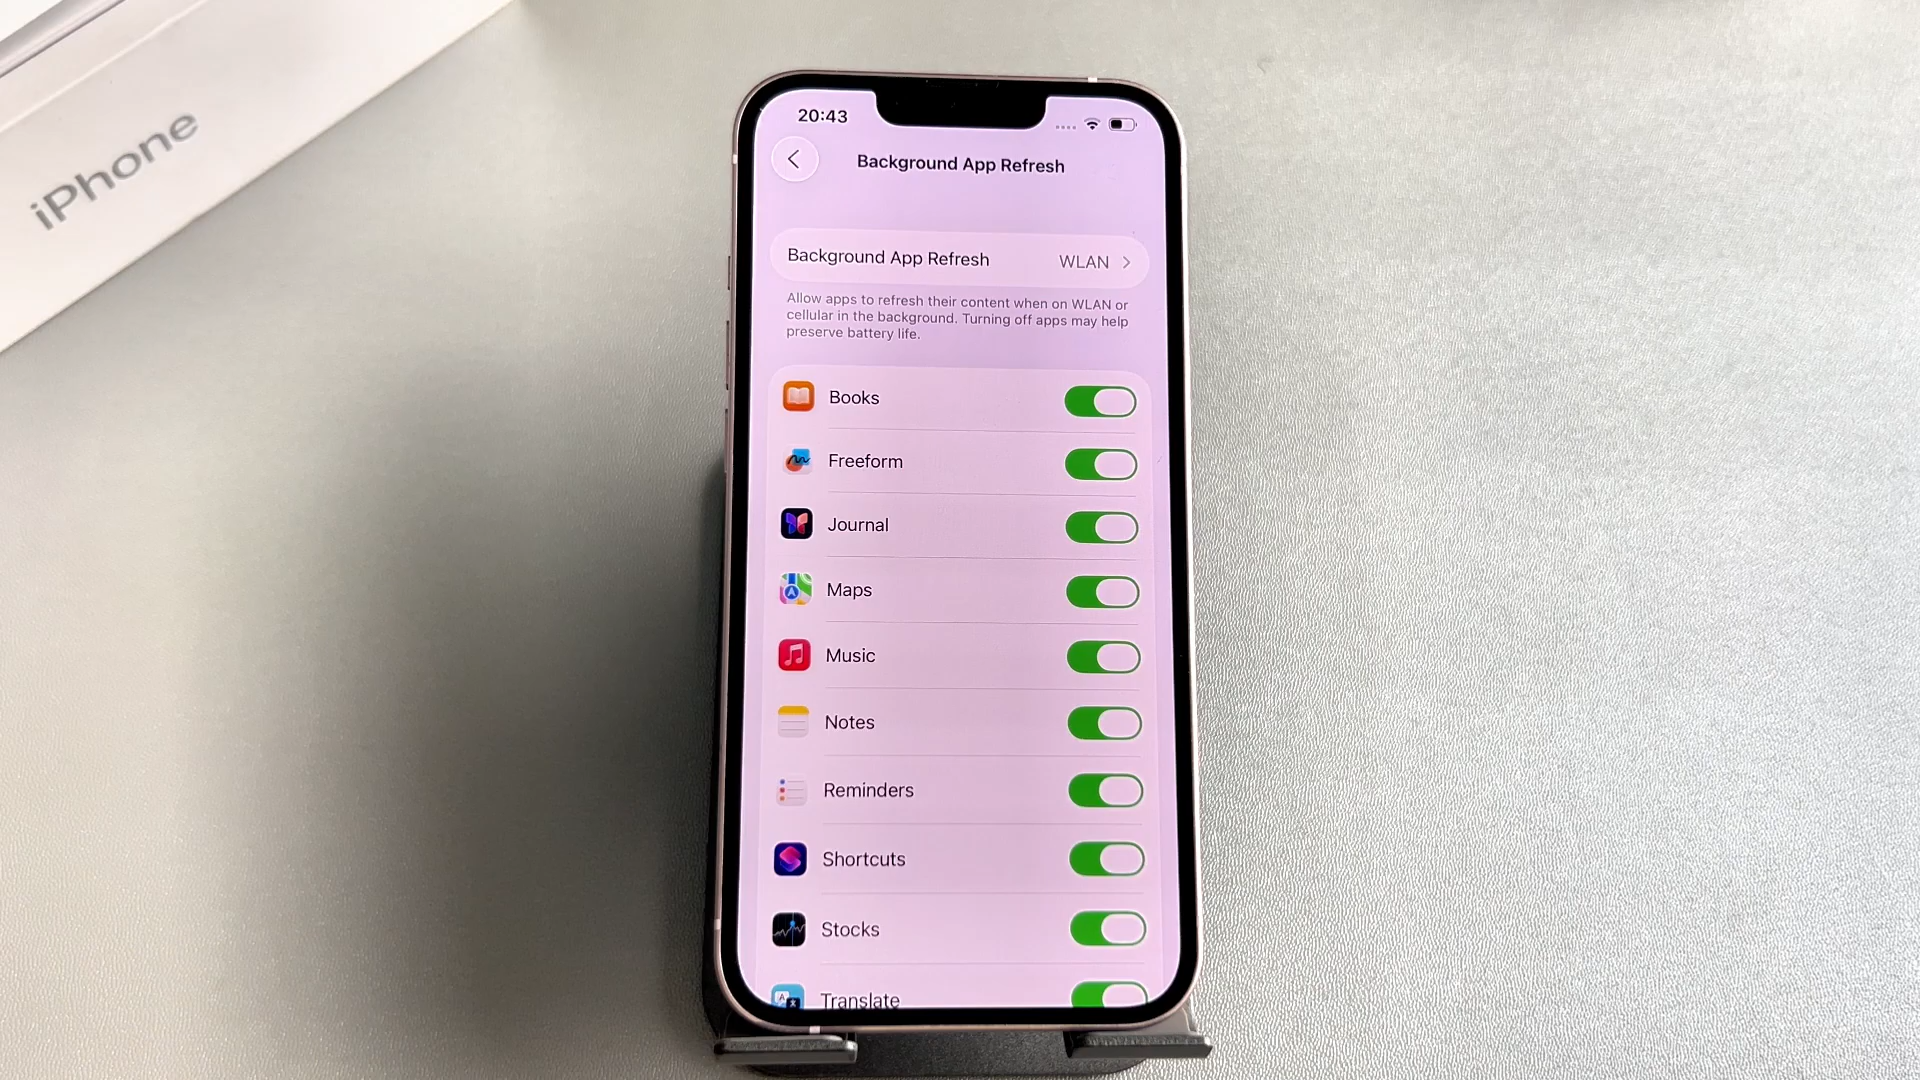 iPhone
20:43
Background App Refresh
Background App Refresh WLAN
Allow apps to refresh their content when on WLAN or
cellular in the background. Turning off apps may help
preserve battery life.
Books
Freeform
Journal
Maps
Music
Notes
Reminders
Shortcuts
Stocks
Translate